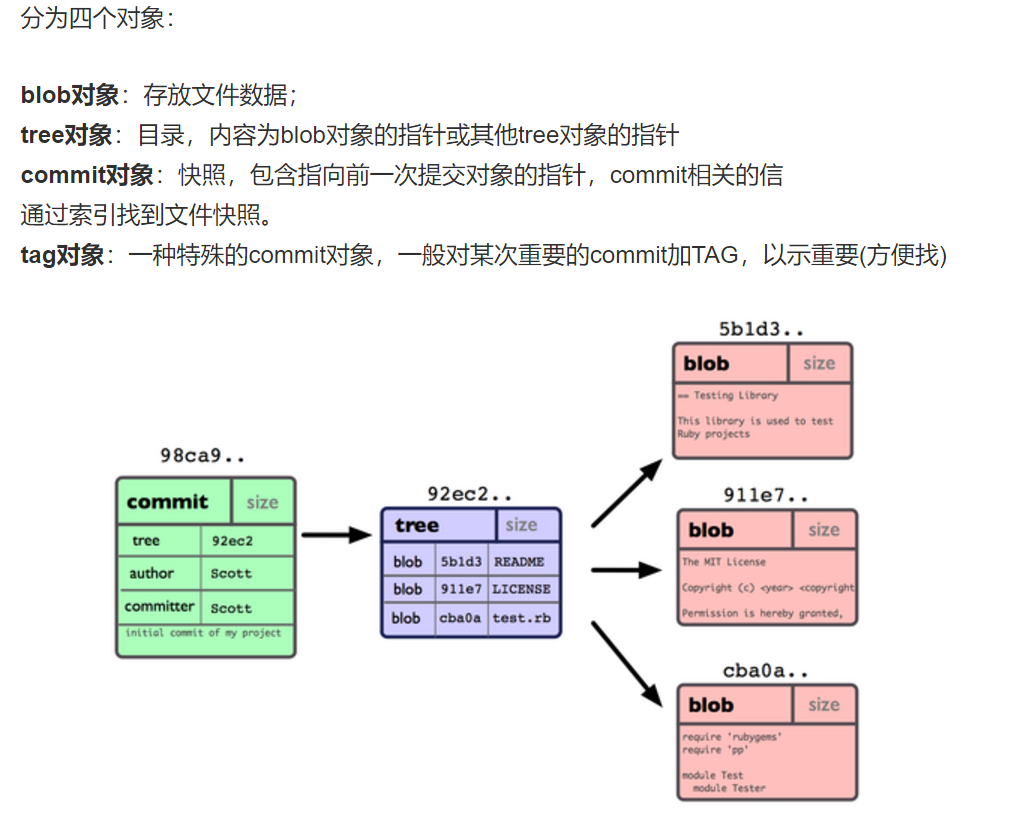 分为四个对象：
blob对象：存放文件数据；
tree对象：目录，内容为blob对象的指针或其他tree对象的指针
commit对象：快照，包含指向前一次提交对象的指针，commit相关的信
通过索引找到文件快照。
tag对象：一种特殊的commit对象，一般对某次重要的commit加TAG，以示重要(方便找)
98ca9..
commit size
tree 92ec2
author Scott
committer Scott
initial commit of my project
92ec2..
tree size
blob 5b1d3 README
blob 911e7 LICENSE
blob cba0a test.rb
5b1d3..
blob size
== Testing Library
This library is used to test
Ruby projects
911e7..
blob size
The MIT License
Copyright (c) <year> <copyright
Permission is hereby granted,
cba0a..
blob size
require 'rubygems'
require 'pp'
module Test
module Tester